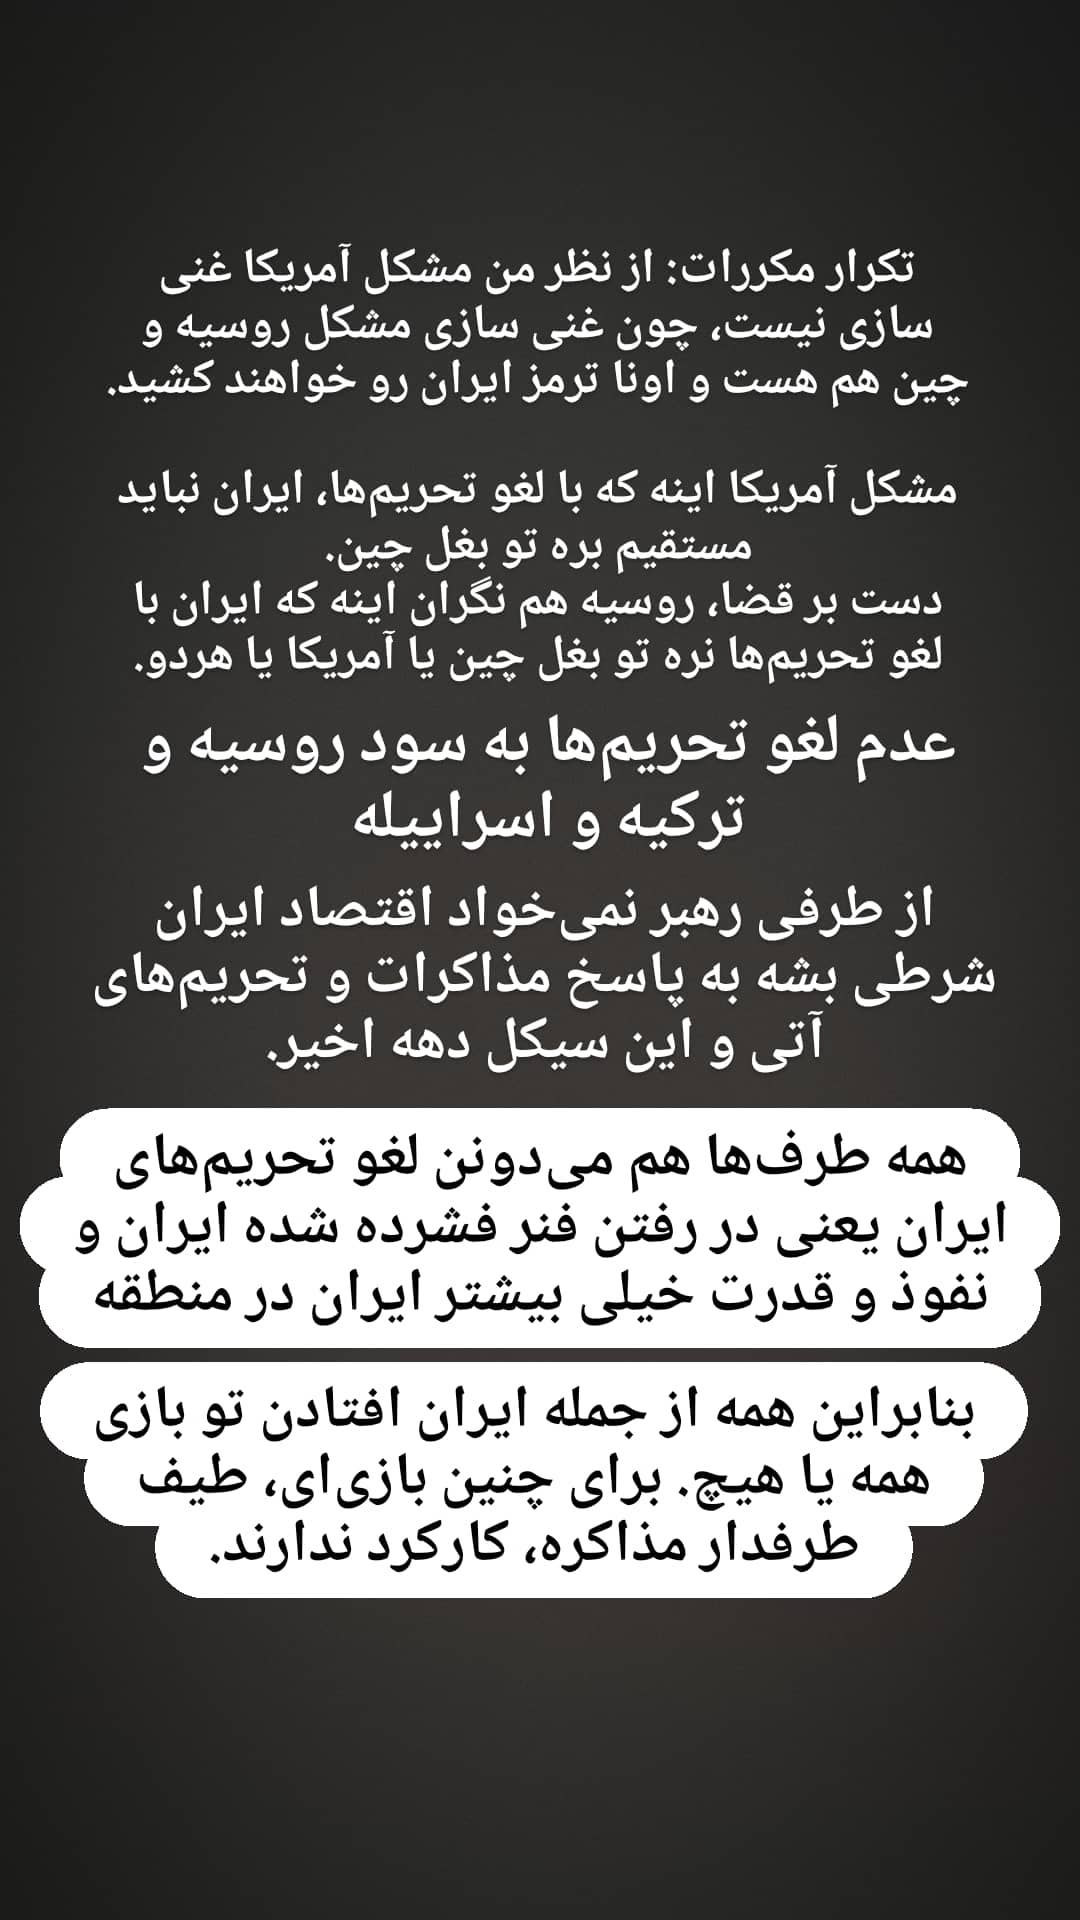 تکرار مکررات: از نظر من مشکل آمریکا غنی
سازی نیست، چون غنی سازی مشکل روسیه و
چین هم هست و اونا ترمز ایران رو خواهند کشید.
مشکل آمریکا اینه که با لغو تحریم‌ها، ایران نباید
مستقیم بره تو بغل چین.
دست بر قضا، روسیه هم نگران اینه که ایران با
لغو تحریم‌ها نره تو بغل چین یا آمریکا یا هردو.
عدم لغو تحریم‌ها به سود روسیه و
ترکیه و اسراییله
از طرفی رهبر نمی‌خواد اقتصاد ایران
شرطی بشه به پاسخ مذاکرات و تحریم‌های
آتی و این سیکل دهه اخیر.
همه طرف‌ها هم می‌دونن لغو تحریم‌های
ایران یعنی در رفتن فنر فشرده شده ایران و
نفوذ و قدرت خیلی بیشتر ایران در منطقه
بنابراین همه از جمله ایران افتادن تو بازی
همه یا هیچ. برای چنین بازی‌ای، طیف
طرفدار مذاکره، کارکرد ندارند.